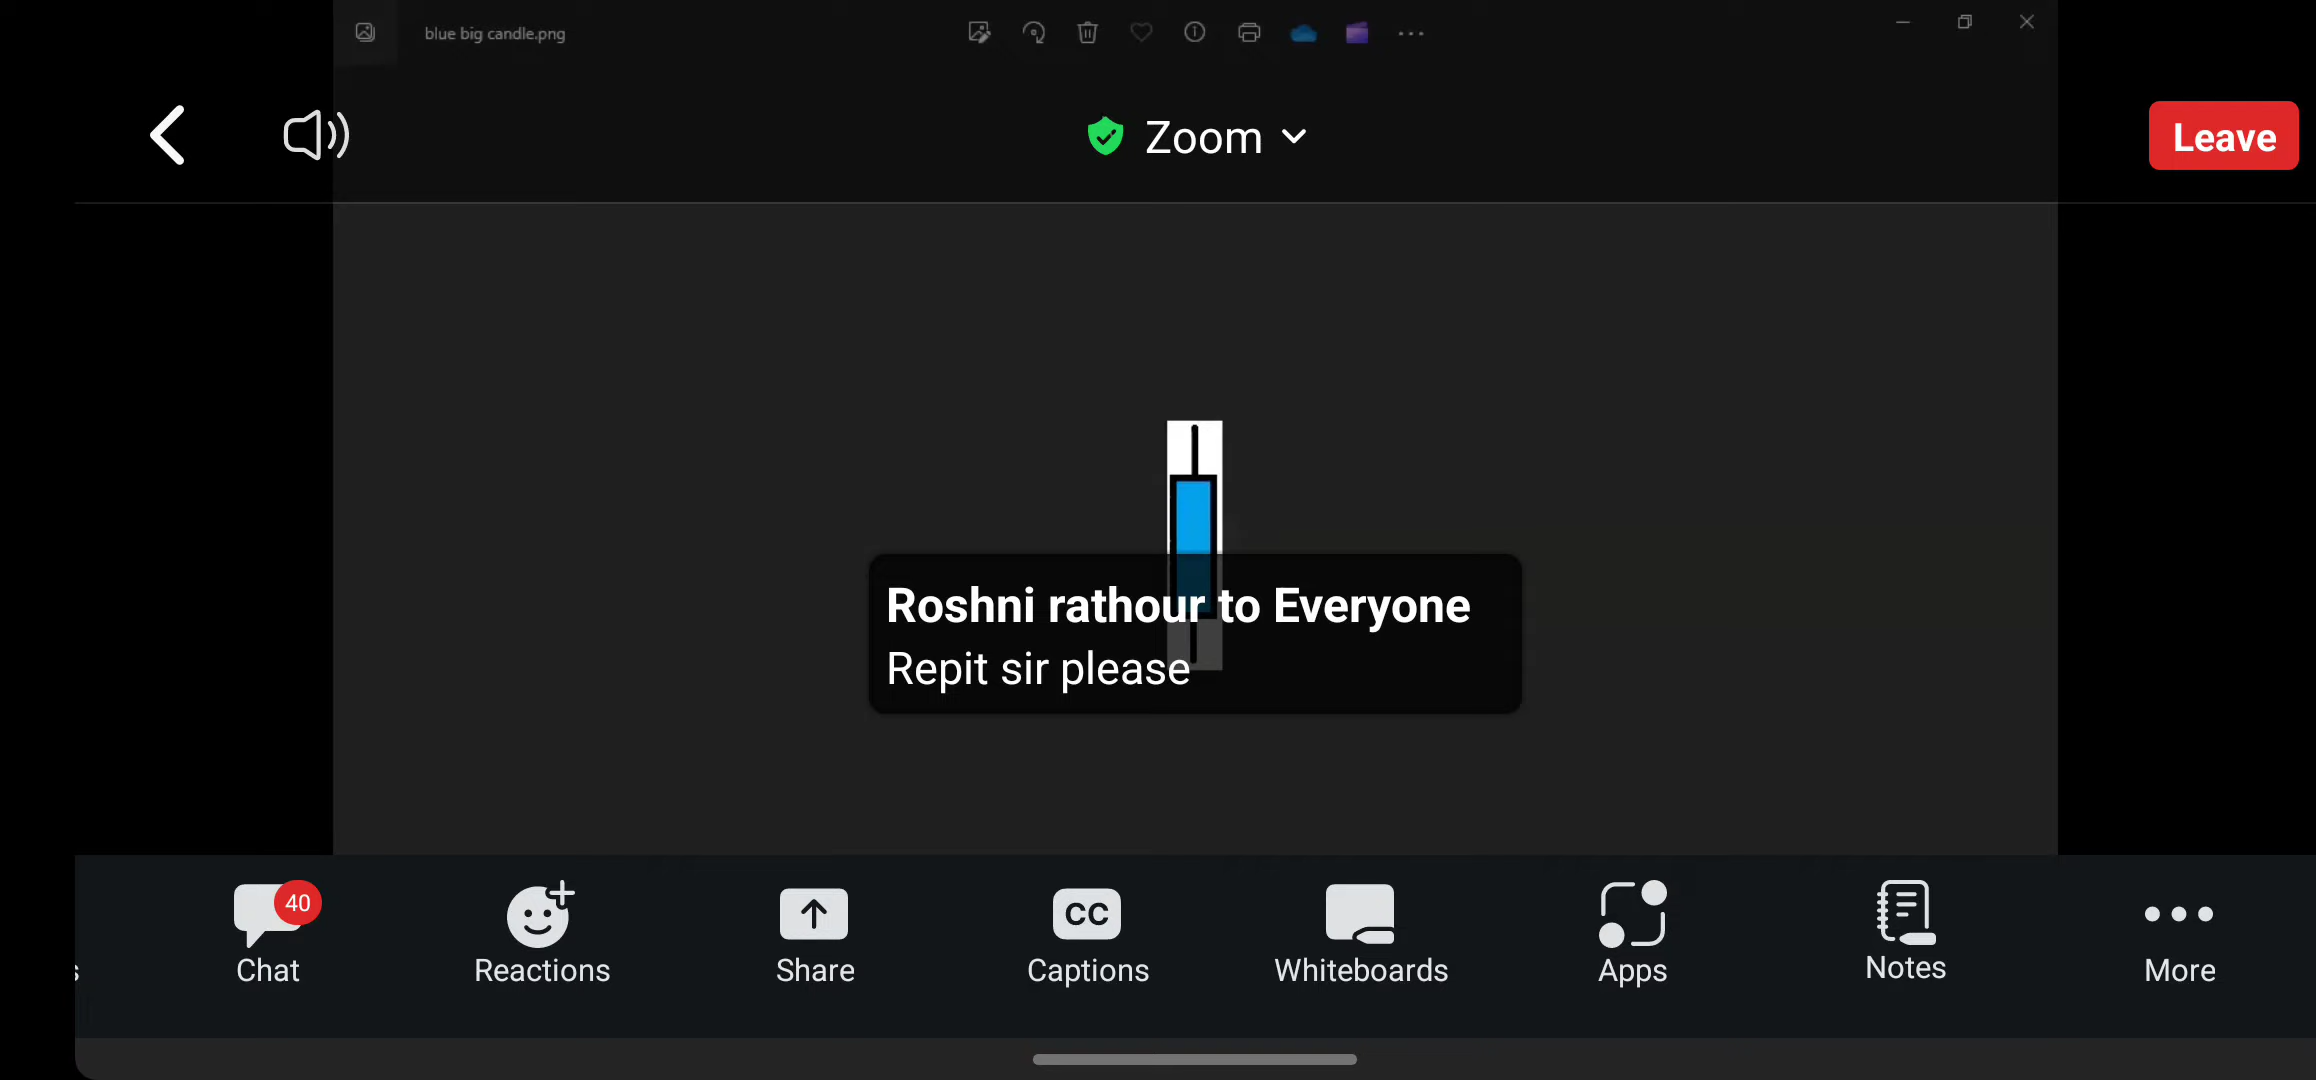 blue big candle.png
Zoom
Leave
Roshni rathour to Everyone
Repit sir please
40
CC
Chat
Reactions
Share
Captions
Whiteboards
Apps
Notes
More